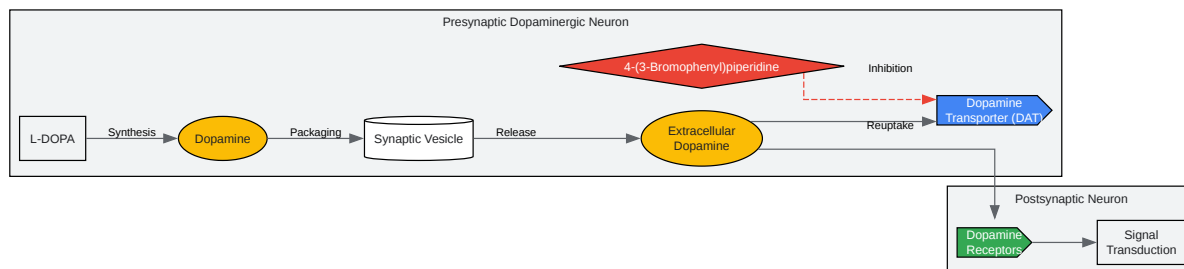 Presynaptic Dopaminergic Neuron
4-(3-Bromophenyl)piperidine
Inhibition
Dopamine
Transporter (DAT)
L-DOPA
Synthesis
Dopamine
Packaging
Synaptic Vesicle
Release
Extracellular
Dopamine
Reuptake
Postsynaptic Neuron
Dopamine
Receptors
Signal
Transduction